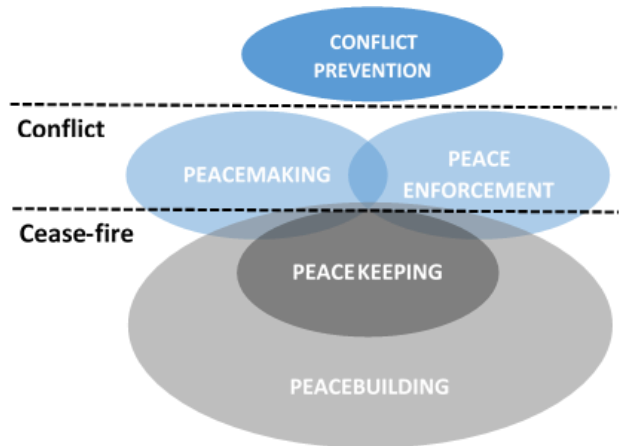 CONFLICT
PREVENTION
Conflict
PEACEMAKING
PEACE
ENFORCEMENT
Cease-fire
PEACEKEEPING
PEACEBUILDING